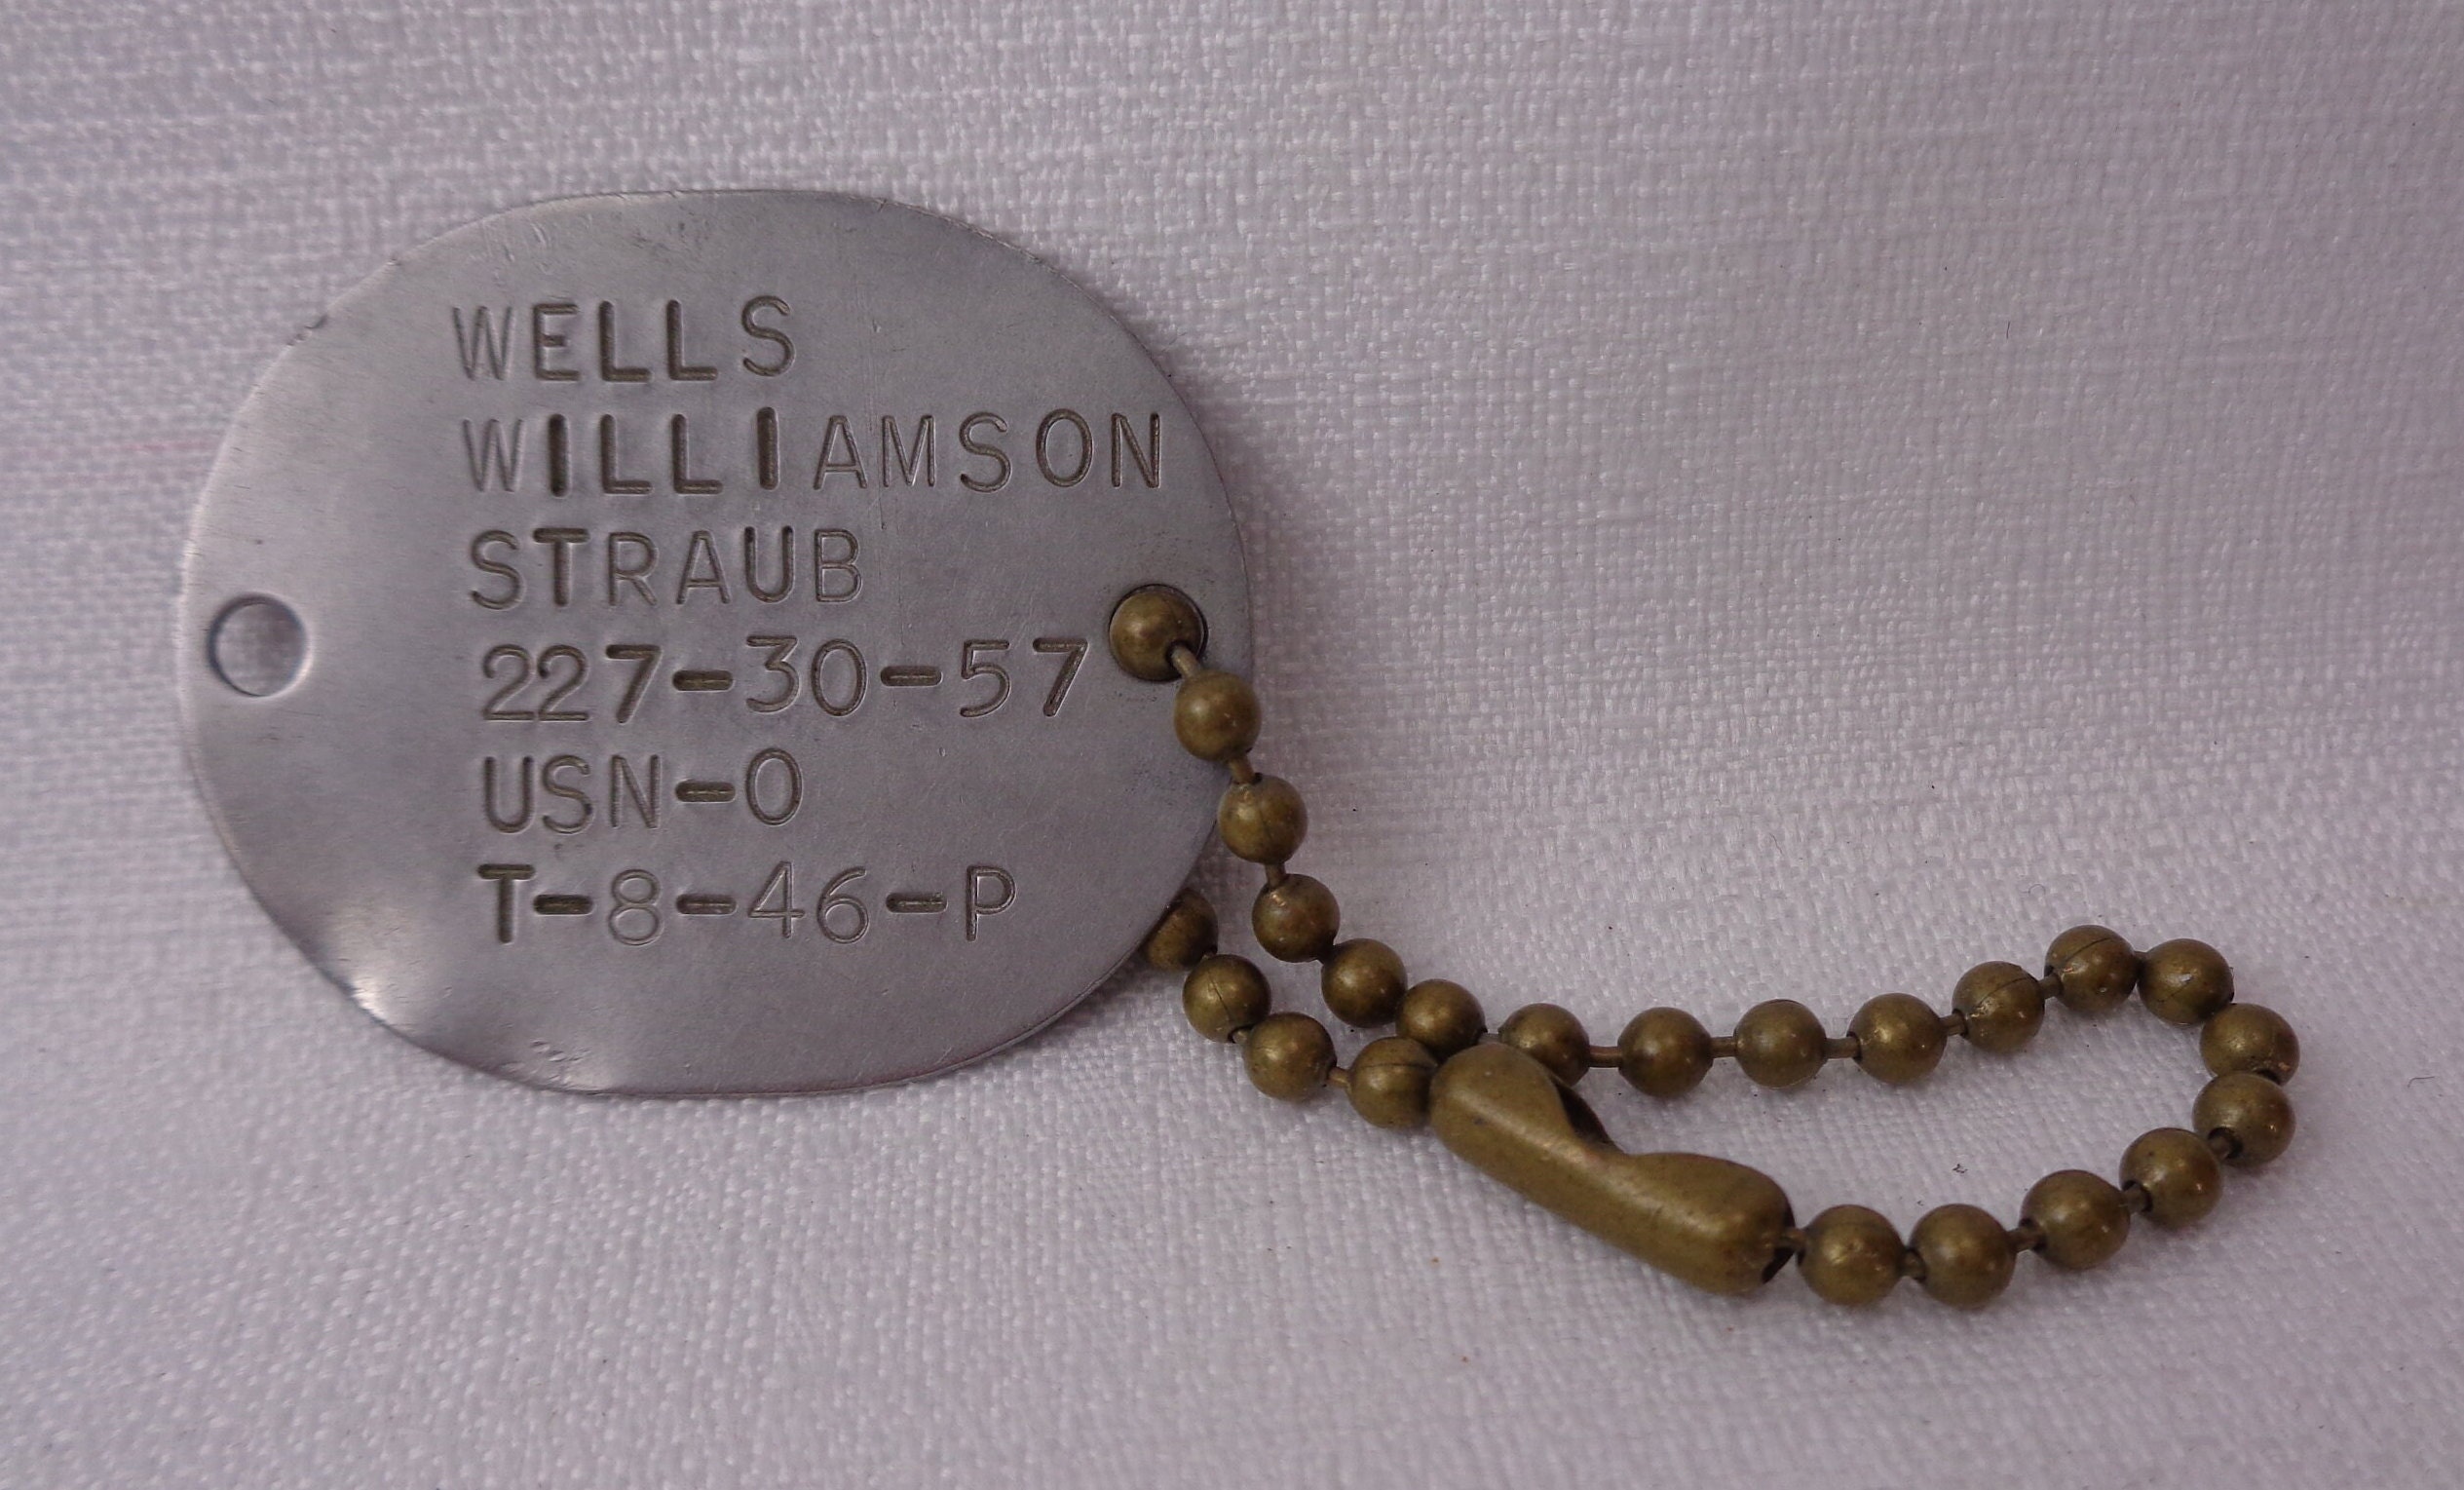 WELLS
WILLIAMSON
STRAUB
227-30-57
USN-O
T-8-46-P